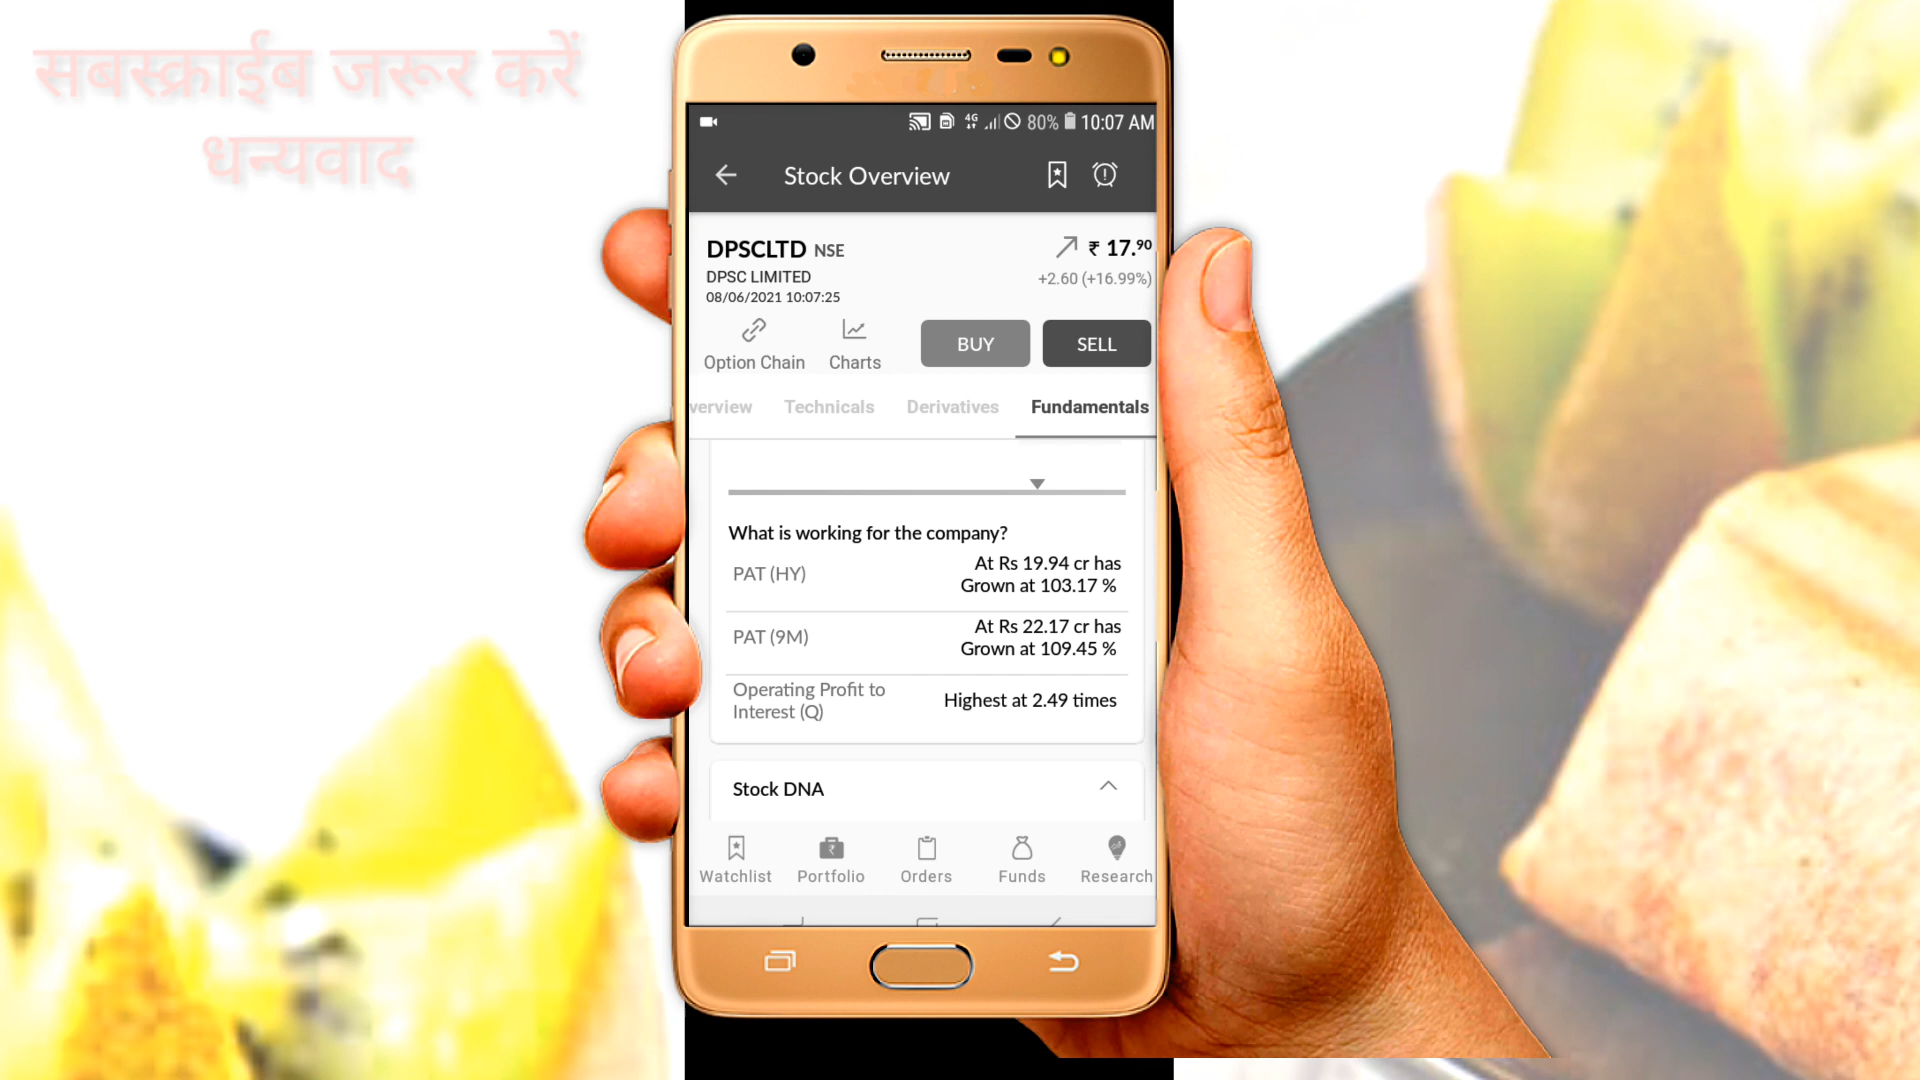 सबस्क्राईब जरूर करें
धन्यवाद
4G 80% 10:07 AM
Stock Overview
DPSCLTD NSE ₹ 17.90
DPSC LIMITED +2.60 (+16.99%)
08/06/2021 10:07:25
Option Chain Charts BUY SELL
verview Technicals Derivatives Fundamentals
What is working for the company?
PAT (HY) At Rs 19.94 cr has
Grown at 103.17 %
PAT (9M) At Rs 22.17 cr has
Grown at 109.45 %
Operating Profit to
Interest (Q) Highest at 2.49 times
Stock DNA
Watchlist Portfolio Orders Funds Research